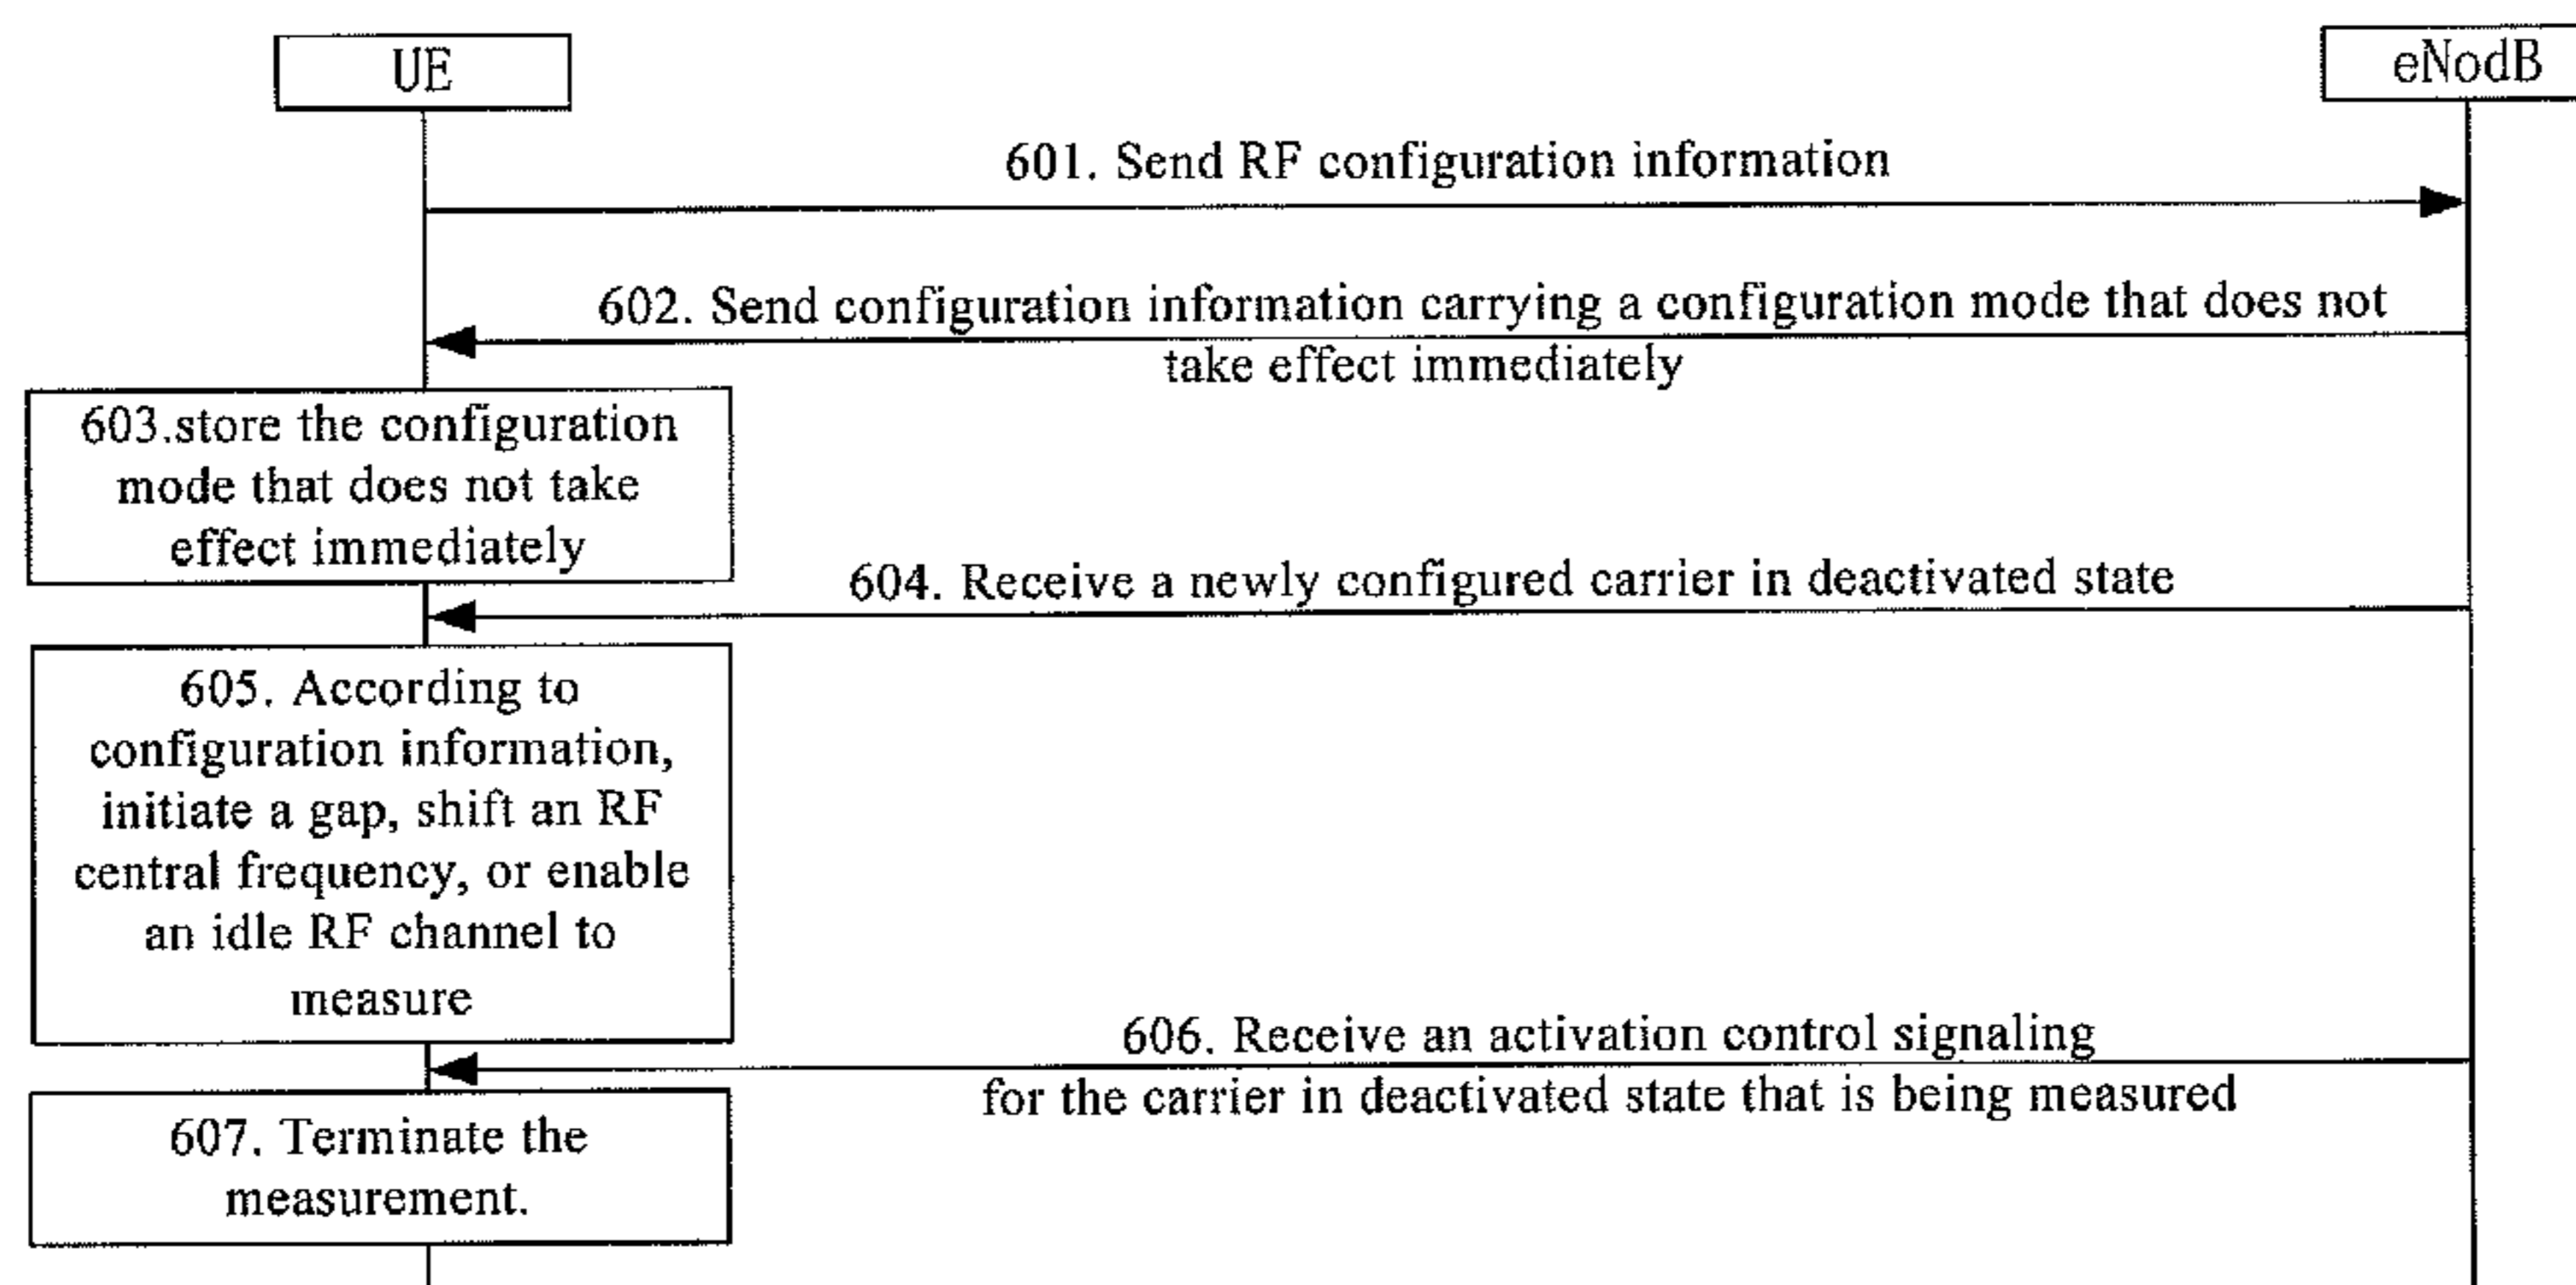 UE
eNodB
601. Send RF configuration information
602. Send configuration information carrying a configuration mode that does not
take effect immediately
603.store the configuration
mode that does not take
effect immediately
604. Receive a newly configured carrier in deactivated state
605. According to
configuration information,
initiate a gap, shift an RF
central frequency, or enable
an idle RF channel to
measure
606. Receive an activation control signaling
for the carrier in deactivated state that is being measured
607. Terminate the
measurement.